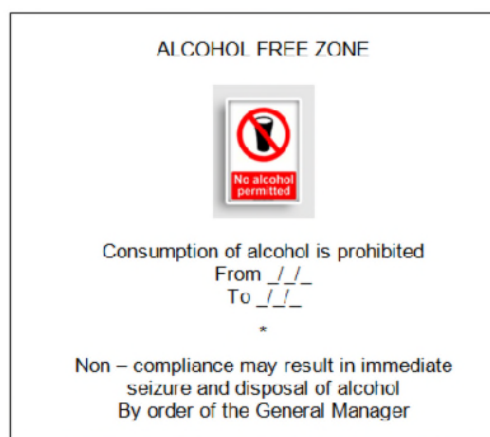 ALCOHOL FREE ZONE
No alcohol
permitted
Consumption of alcohol is prohibited
From _/_/_
To _/_/_
*
Non – compliance may result in immediate
seizure and disposal of alcohol
By order of the General Manager